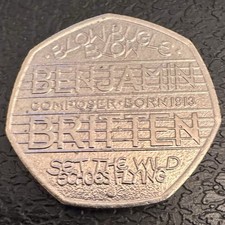 BLOW BUGLE
BLOW
BENJAMIN
COMPOSER · BORN 1913
BRITTEN
SET THE WILD
ECHOES FLYING